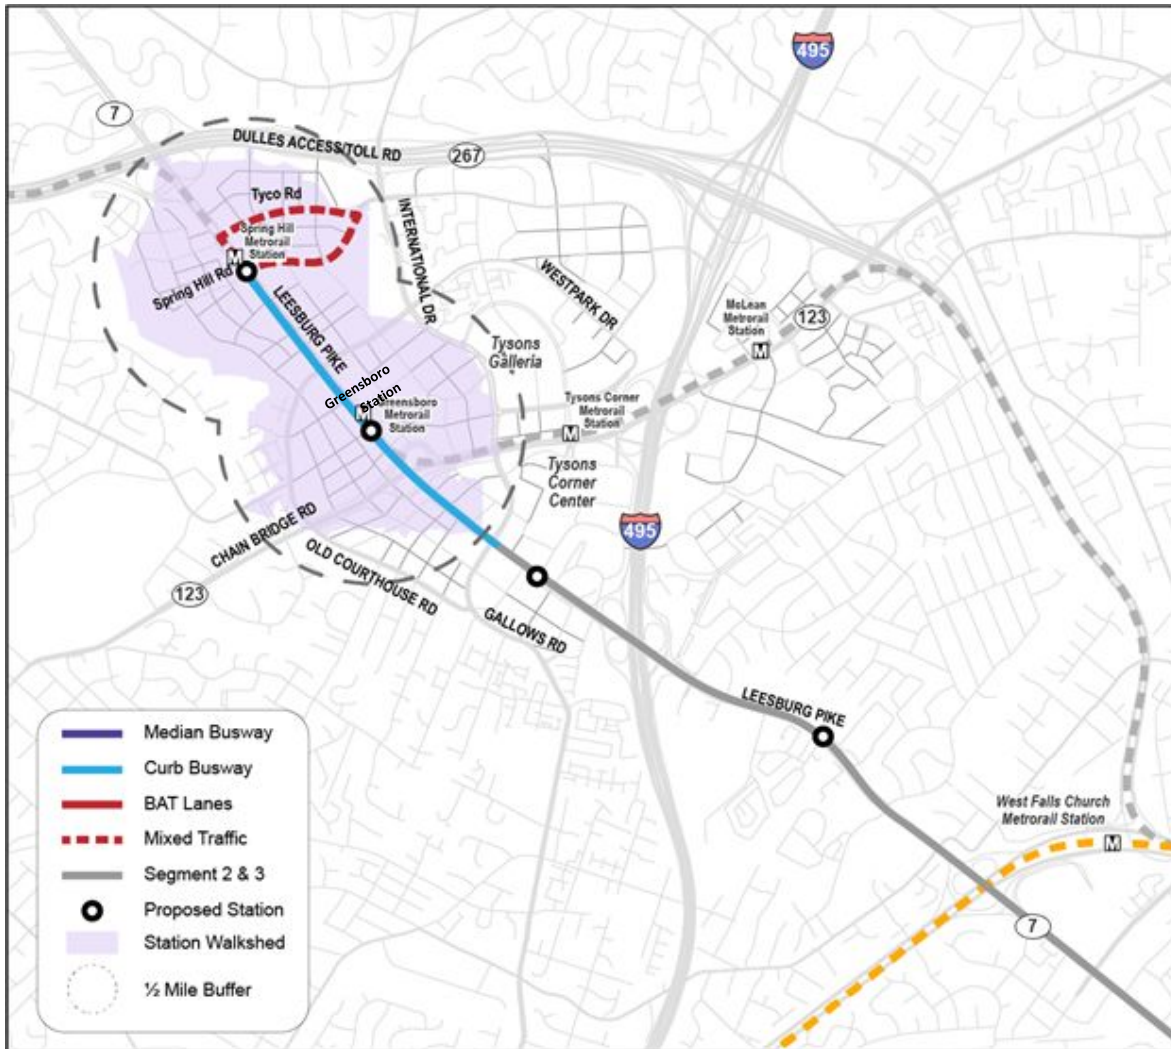 495
7
DULLES ACCESS/TOLL RD
267
Tyco Rd
Spring Hill
Metrorail
Station
M
Spring Hill Rd
INTERNATIONAL DR
WESTPARK DR
LEESBURG PIKE
McLean
Metrorail
Station
123
M
Tysons
Galleria
Greensboro
Station
M
Greensboro
Metrorail
Station
Tysons Corner
Metrorail
Station
M
Tysons
Corner
Center
495
CHAIN BRIDGE RD
OLD COURTHOUSE RD
123
GALLOWS RD
LEESBURG PIKE
West Falls Church
Metrorail Station
M
7
Median Busway
Curb Busway
BAT Lanes
Mixed Traffic
Segment 2 & 3
Proposed Station
Station Walkshed
½ Mile Buffer